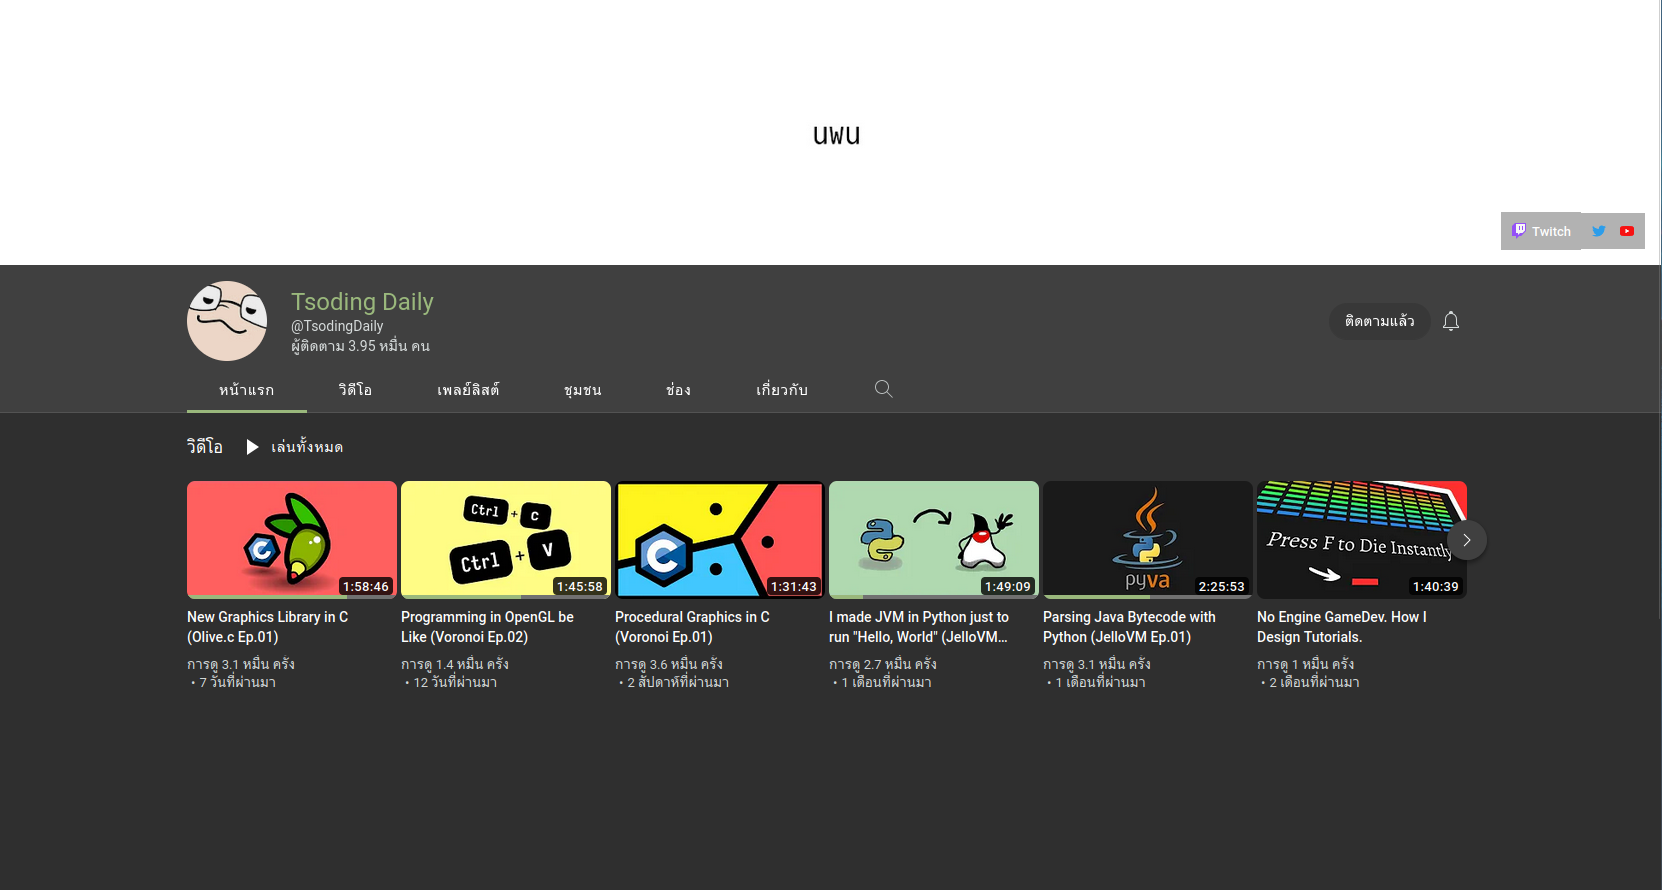 uwu
Twitch
Tsoding Daily
@TsodingDaily
ผู้ติดตาม 3.95 หมื่น คน
ติดตามแล้ว
หน้าแรก
วิดีโอ
เพลย์ลิสต์
ชุมชน
ช่อง
เกี่ยวกับ
วิดีโอ
เล่นทั้งหมด
1:58:46
New Graphics Library in C
(Olive.c Ep.01)
การดู 3.1 หมื่น ครั้ง
• 7 วันที่ผ่านมา
Ctrl + C
Ctrl + V
1:45:58
Programming in OpenGL be
Like (Voronoi Ep.02)
การดู 1.4 หมื่น ครั้ง
• 12 วันที่ผ่านมา
C
1:31:43
Procedural Graphics in C
(Voronoi Ep.01)
การดู 3.6 หมื่น ครั้ง
• 2 สัปดาห์ที่ผ่านมา
1:49:09
I made JVM in Python just to
run "Hello, World" (JelloVM...
การดู 2.7 หมื่น ครั้ง
• 1 เดือนที่ผ่านมา
pyva
2:25:53
Parsing Java Bytecode with
Python (JelloVM Ep.01)
การดู 3.1 หมื่น ครั้ง
• 1 เดือนที่ผ่านมา
Press F to Die Instantly
1:40:39
No Engine GameDev. How I
Design Tutorials.
การดู 1 หมื่น ครั้ง
• 2 เดือนที่ผ่านมา